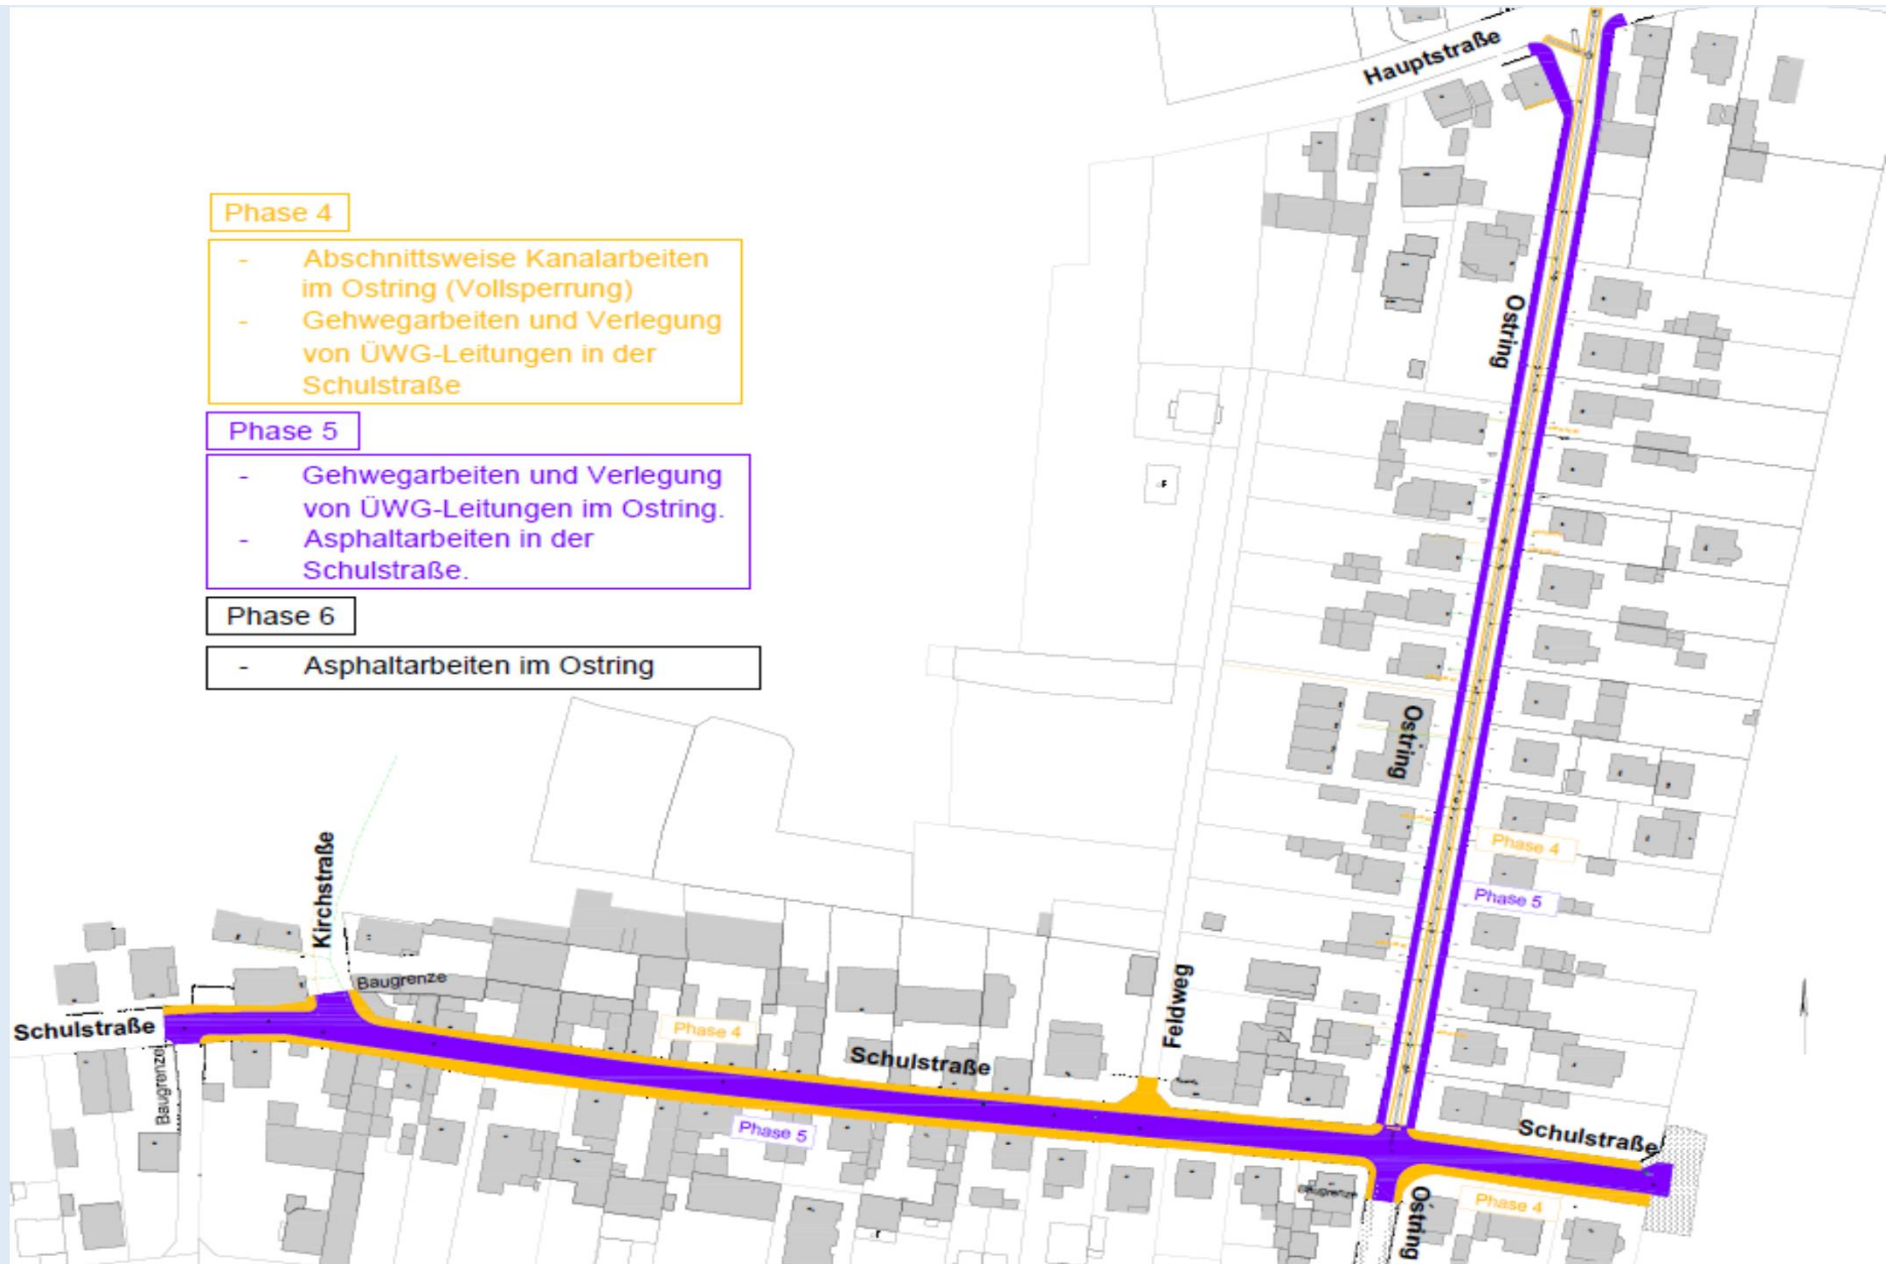 Hauptstraße
Phase 4
- Abschnittsweise Kanalarbeiten
im Ostring (Vollsperrung)
- Gehwegarbeiten und Verlegung
von ÜWG-Leitungen in der
Schulstraße
Phase 5
- Gehwegarbeiten und Verlegung
von ÜWG-Leitungen im Ostring.
- Asphaltarbeiten in der
Schulstraße.
Phase 6
- Asphaltarbeiten im Ostring
Ostring
Ostring
Phase 4
Phase 5
Kirchstraße
Baugrenze
Feldweg
Schulstraße
Phase 4
Schulstraße
Baugrenze
Phase 5
Schulstraße
Baugrenze
Phase 4
Ostring